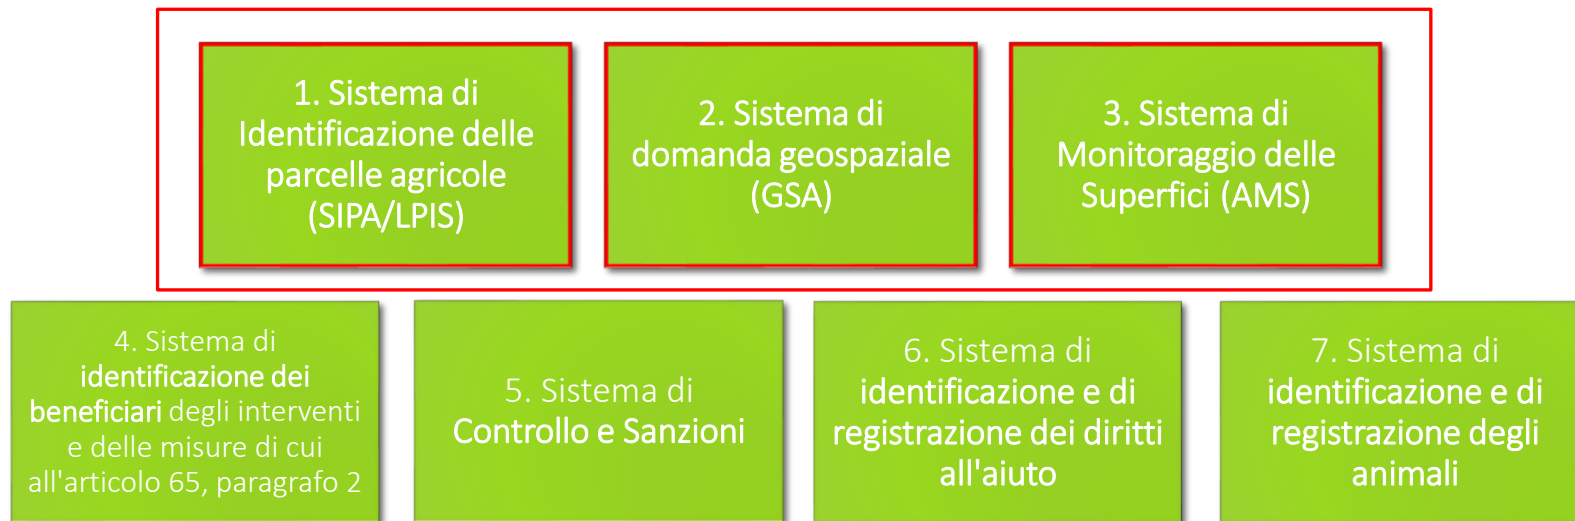 1. Sistema di
Identificazione delle
parcelle agricole
(SIPA/LPIS)
2. Sistema di
domanda geospaziale
(GSA)
3. Sistema di
Monitoraggio delle
Superfici (AMS)
4. Sistema di
identificazione dei
beneficiari degli interventi
e delle misure di cui
all'articolo 65, paragrafo 2
5. Sistema di
Controllo e Sanzioni
6. Sistema di
identificazione e di
registrazione dei diritti
all'aiuto
7. Sistema di
identificazione e di
registrazione degli
animali